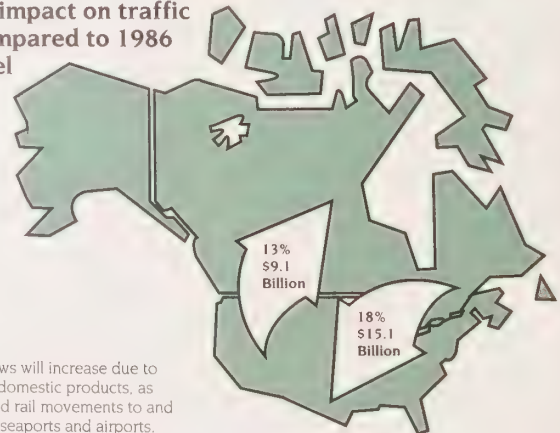 impact on traffic
mpared to 1986
el
13%
$9.1
Billion
18%
$15.1
Billion
ws will increase due to
domestic products, as
d rail movements to and
seaports and airports.